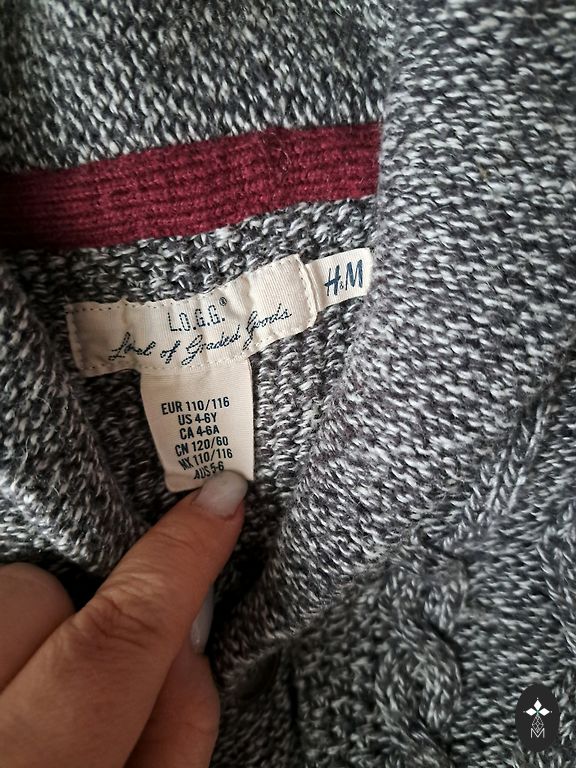 L.O.G.G.®
Label of Graded Goods
H&M
EUR 110/116
US 4-6Y
CA 4-6A
CN 120/60
MX 110/116
AUS 5-6
M